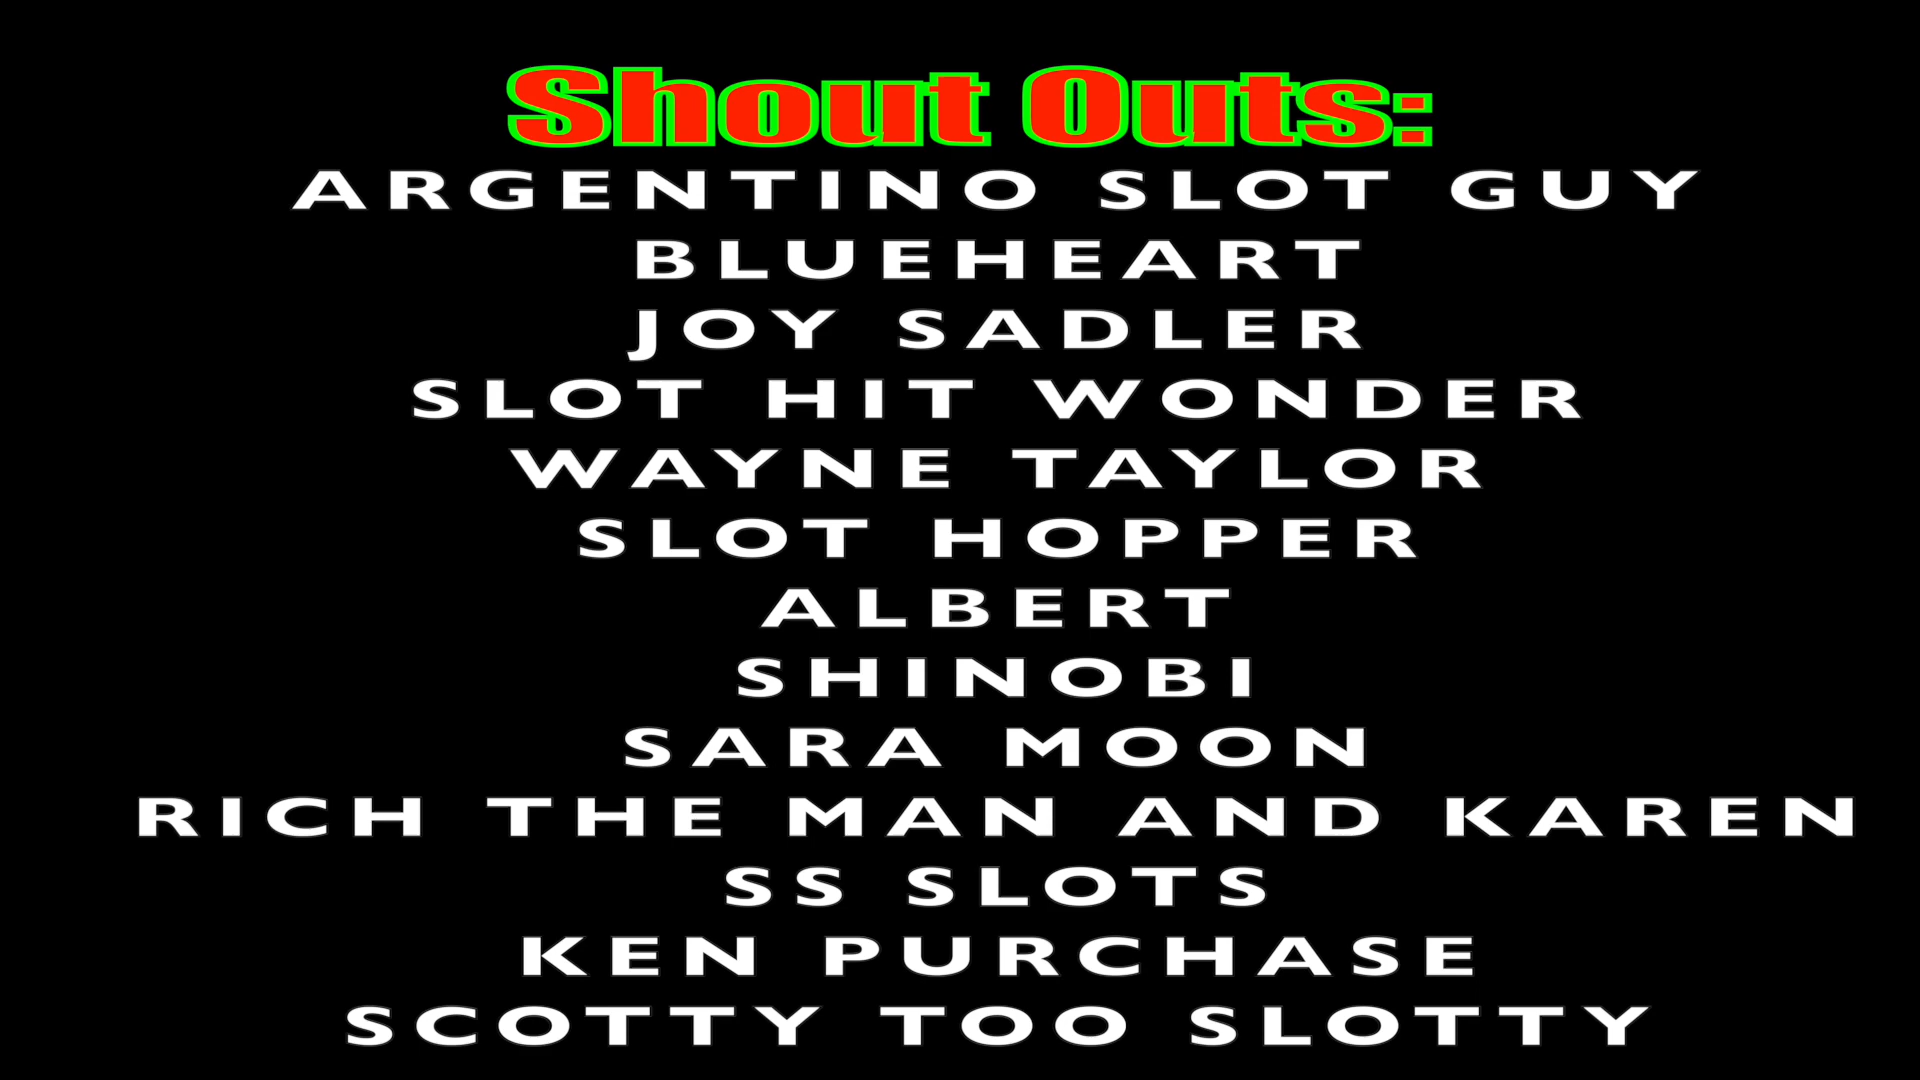 Shout Outs:
ARGENTINO SLOT GUY
BLUEHEART
JOY SADLER
SLOT HIT WONDER
WAYNE TAYLOR
SLOT HOPPER
ALBERT
SHINOBI
SARA MOON
RICH THE MAN AND KAREN
SS SLOTS
KEN PURCHASE
SCOTTY TOO SLOTTY